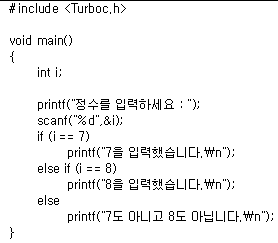 #include <Turboc.h>
void main()
{
int i;
printf("정수를 입력하세요 : ");
scanf("%d",&i);
if (i == 7)
printf("7을 입력했습니다.₩n");
else if (i == 8)
printf("8을 입력했습니다.₩n");
else
printf("7도 아니고 8도 아닙니다.₩n");
}